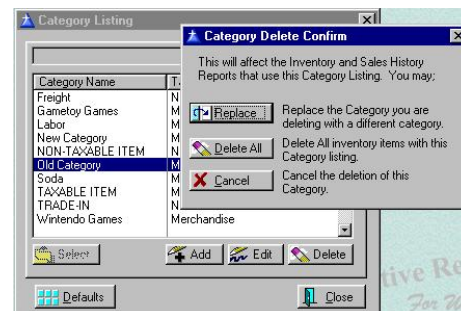 Category Listing
Category Delete Confirm
This will affect the Inventory and Sales History
Reports that use this Category Listing. You may;
Replace
Replace the Category you are
deleting with a different category.
Delete All
Delete All inventory items with this
Category listing.
Cancel
Cancel the deletion of this
Category.
Category Name
Freight N
Gametoy Games M
Labor M
New Category M
NON-TAXABLE ITEM N
Old Category M
Soda M
TAXABLE ITEM M
TRADE-IN N
Wintendo Games Merchandise
Select Add Edit Delete
Defaults Close
tive Re
For W